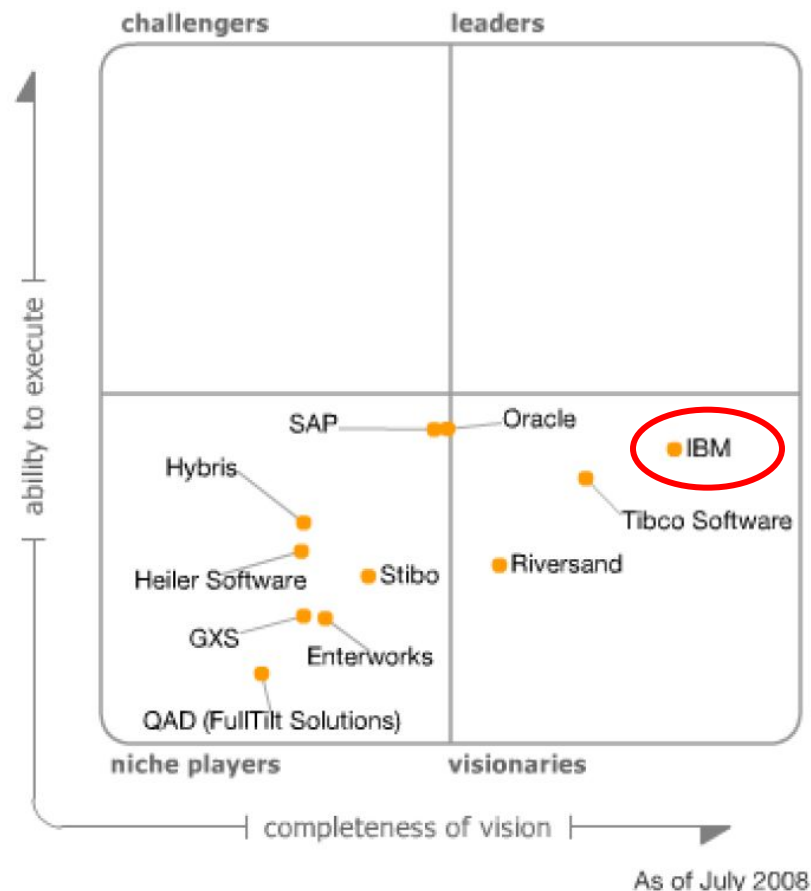 challengers
leaders
ability to execute
SAP
Oracle
IBM
Hybris
Tibco Software
Heiler Software
Stibo
Riversand
GXS
Enterworks
QAD (FullTilt Solutions)
niche players
visionaries
completeness of vision
As of July 2008